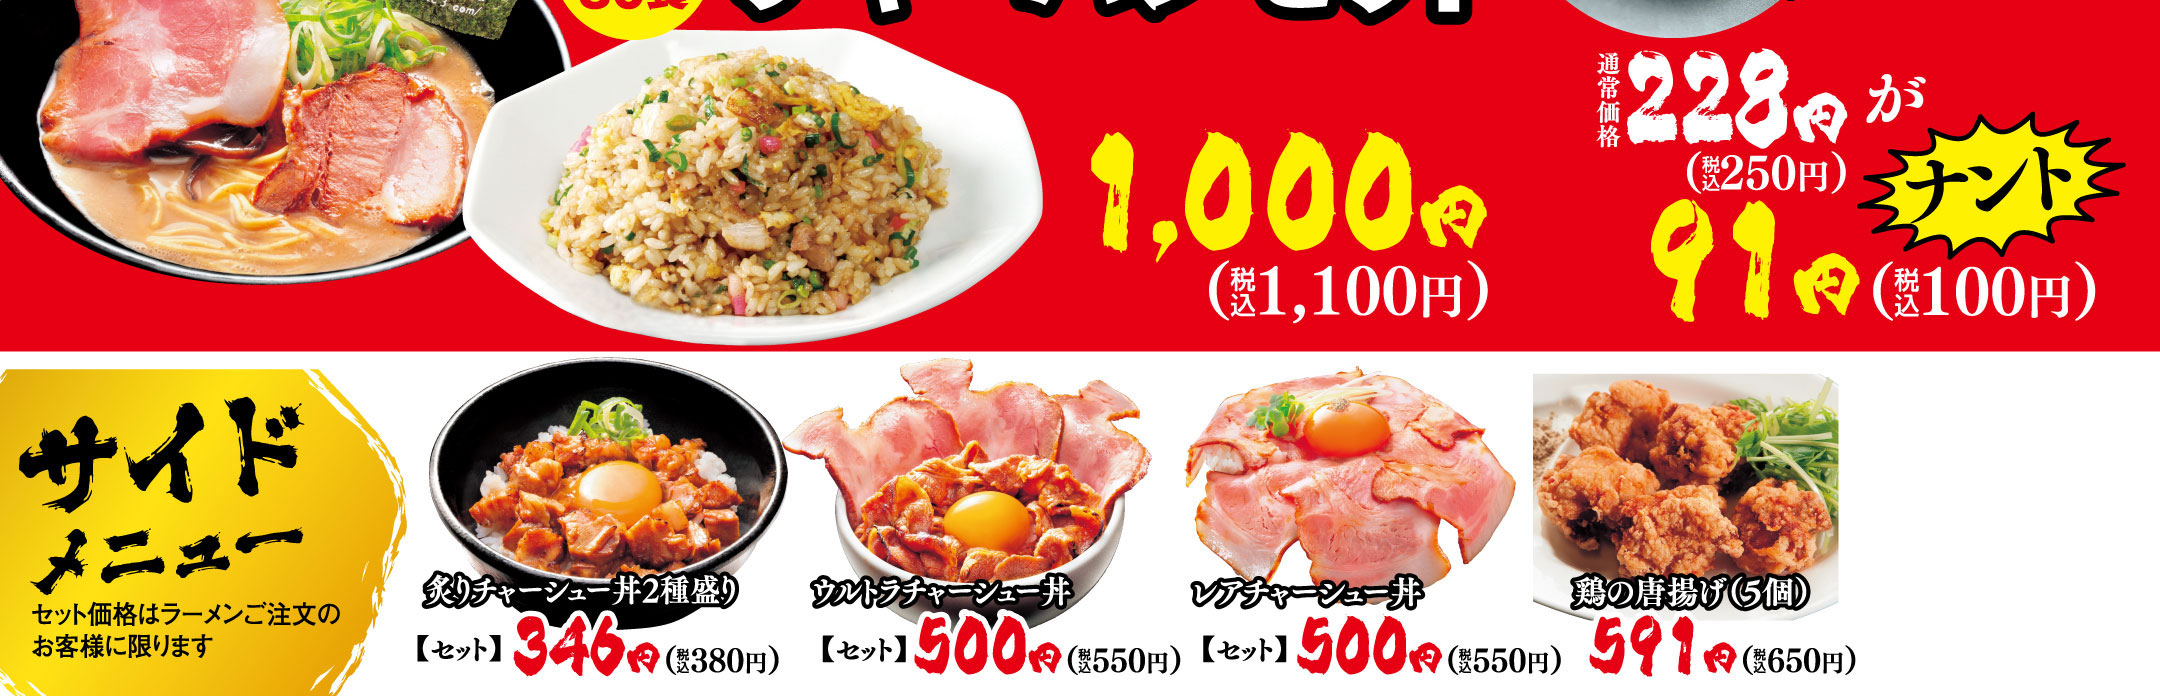 チャーハンセット
1,000円
(税込1,100円)
通常価格
228円が
(税込250円)
ナント
91円(税込100円)
サイド
メニュー
セット価格はラーメンご注文の
お客様に限ります
炙りチャーシュー丼2種盛り
【セット】346円(税込380円)
ウルトラチャーシュー丼
【セット】500円(税込550円)
レアチャーシュー丼
【セット】500円(税込550円)
鶏の唐揚げ(5個)
591円(税込650円)